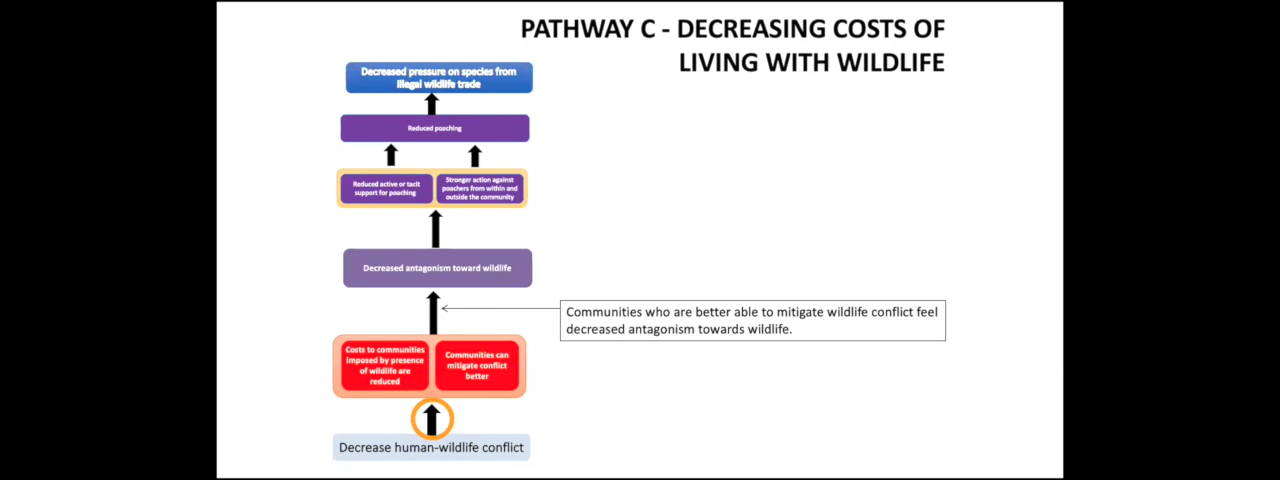 PATHWAY C - DECREASING COSTS OF
LIVING WITH WILDLIFE
Decreased pressure on species from
illegal wildlife trade
Reduced poaching
Reduced active or tacit
support for poaching
Stronger action against
poachers from within and
outside the community
Decreased antagonism toward wildlife
Communities who are better able to mitigate wildlife conflict feel
decreased antagonism towards wildlife.
Costs to communities
imposed by presence
of wildlife are
reduced
Communities can
mitigate conflict
better
Decrease human-wildlife conflict